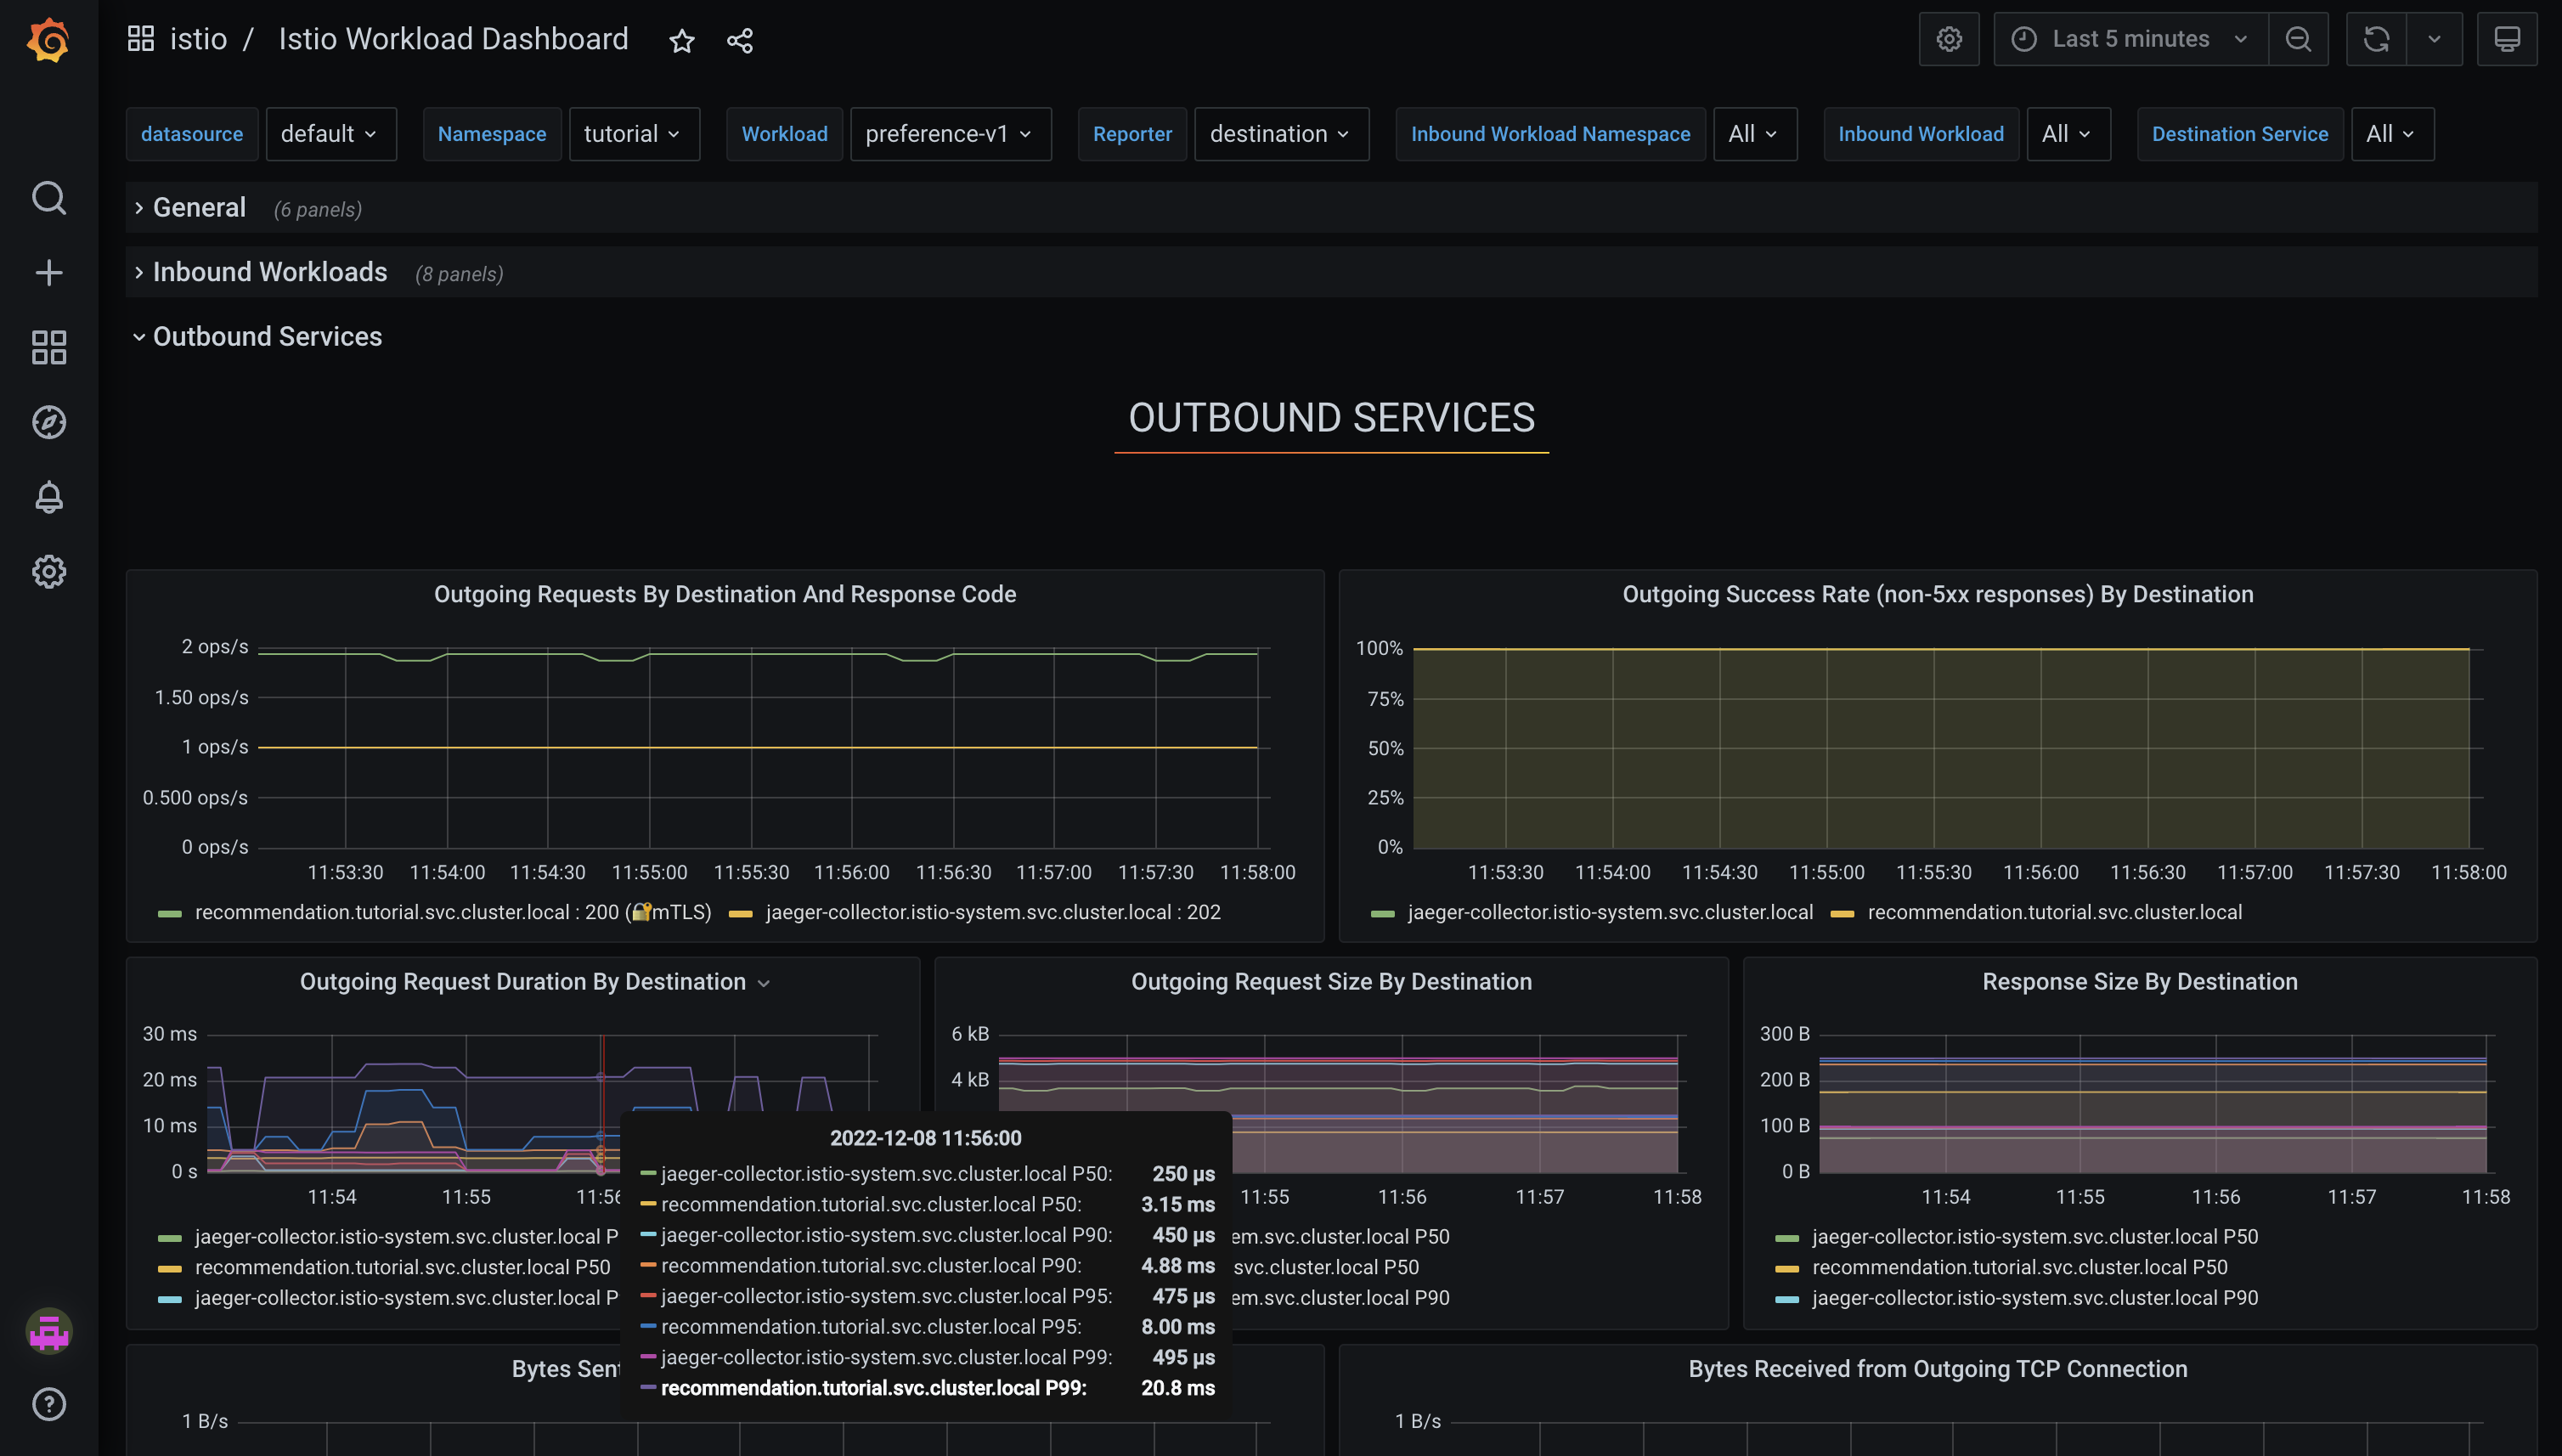 istio / Istio Workload Dashboard
Last 5 minutes
datasource default Namespace tutorial Workload preference-v1 Reporter destination Inbound Workload Namespace All Inbound Workload All Destination Service All
General (6 panels)
Inbound Workloads (8 panels)
Outbound Services
OUTBOUND SERVICES
Outgoing Requests By Destination And Response Code
2 ops/s
1.50 ops/s
1 ops/s
0.500 ops/s
0 ops/s
11:53:30 11:54:00 11:54:30 11:55:00 11:55:30 11:56:00 11:56:30 11:57:00 11:57:30 11:58:00
recommendation.tutorial.svc.cluster.local : 200 (🔐mTLS) jaeger-collector.istio-system.svc.cluster.local : 202
Outgoing Success Rate (non-5xx responses) By Destination
100%
75%
50%
25%
0%
11:53:30 11:54:00 11:54:30 11:55:00 11:55:30 11:56:00 11:56:30 11:57:00 11:57:30 11:58:00
jaeger-collector.istio-system.svc.cluster.local recommendation.tutorial.svc.cluster.local
Outgoing Request Duration By Destination
30 ms
20 ms
10 ms
0 s
11:54 11:55 11:56
jaeger-collector.istio-system.svc.cluster.local P
recommendation.tutorial.svc.cluster.local P50
jaeger-collector.istio-system.svc.cluster.local P
2022-12-08 11:56:00
jaeger-collector.istio-system.svc.cluster.local P50: 250 µs
recommendation.tutorial.svc.cluster.local P50: 3.15 ms
jaeger-collector.istio-system.svc.cluster.local P90: 450 µs
recommendation.tutorial.svc.cluster.local P90: 4.88 ms
jaeger-collector.istio-system.svc.cluster.local P95: 475 µs
recommendation.tutorial.svc.cluster.local P95: 8.00 ms
jaeger-collector.istio-system.svc.cluster.local P99: 495 µs
recommendation.tutorial.svc.cluster.local P99: 20.8 ms
Outgoing Request Size By Destination
6 kB
4 kB
11:55 11:56 11:57 11:58
em.svc.cluster.local P50
svc.cluster.local P50
em.svc.cluster.local P90
Response Size By Destination
300 B
200 B
100 B
0 B
11:54 11:55 11:56 11:57 11:58
jaeger-collector.istio-system.svc.cluster.local P50
recommendation.tutorial.svc.cluster.local P50
jaeger-collector.istio-system.svc.cluster.local P90
Bytes Sent
1 B/s
Bytes Received from Outgoing TCP Connection
1 B/s